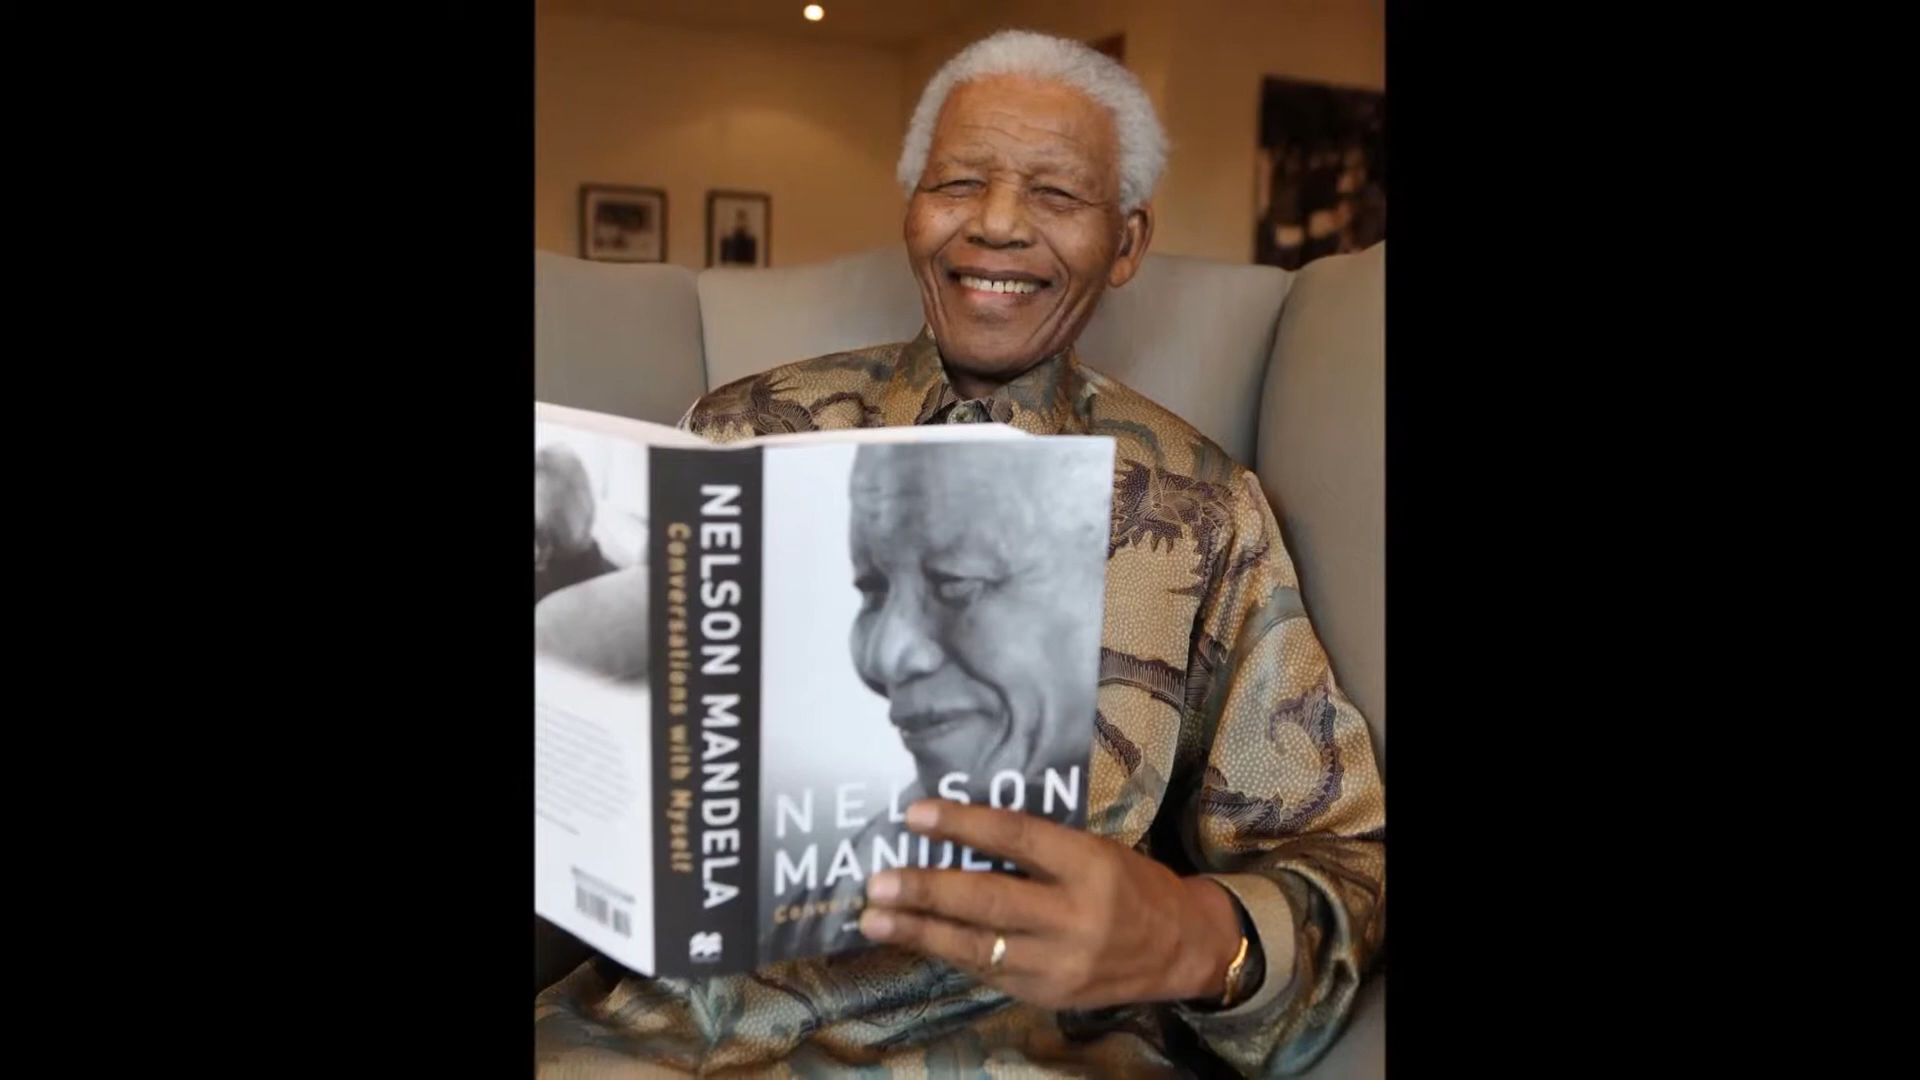 NELSON MANDELA
Conversations with Myself
NELSON
MANDE
Convers